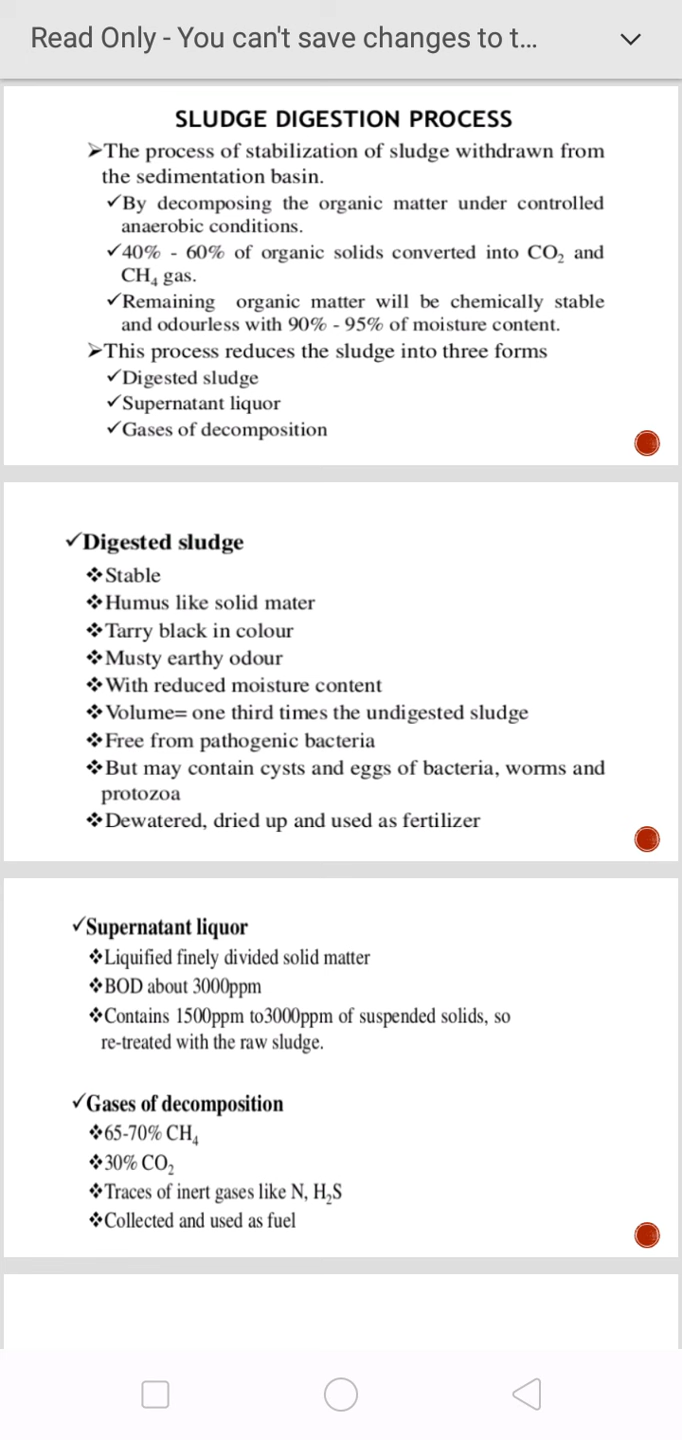 Read Only - You can't save changes to t...
SLUDGE DIGESTION PROCESS
➢The process of stabilization of sludge withdrawn from
the sedimentation basin.
✓By decomposing the organic matter under controlled
anaerobic conditions.
✓40% - 60% of organic solids converted into CO₂ and
CH₄ gas.
✓Remaining organic matter will be chemically stable
and odourless with 90% - 95% of moisture content.
➢This process reduces the sludge into three forms
✓Digested sludge
✓Supernatant liquor
✓Gases of decomposition
✓Digested sludge
❖Stable
❖Humus like solid mater
❖Tarry black in colour
❖Musty earthy odour
❖With reduced moisture content
❖Volume= one third times the undigested sludge
❖Free from pathogenic bacteria
❖But may contain cysts and eggs of bacteria, worms and
protozoa
❖Dewatered, dried up and used as fertilizer
✓Supernatant liquor
❖Liquified finely divided solid matter
❖BOD about 3000ppm
❖Contains 1500ppm to3000ppm of suspended solids, so
re-treated with the raw sludge.
✓Gases of decomposition
❖65-70% CH₄
❖30% CO₂
❖Traces of inert gases like N, H₂S
❖Collected and used as fuel